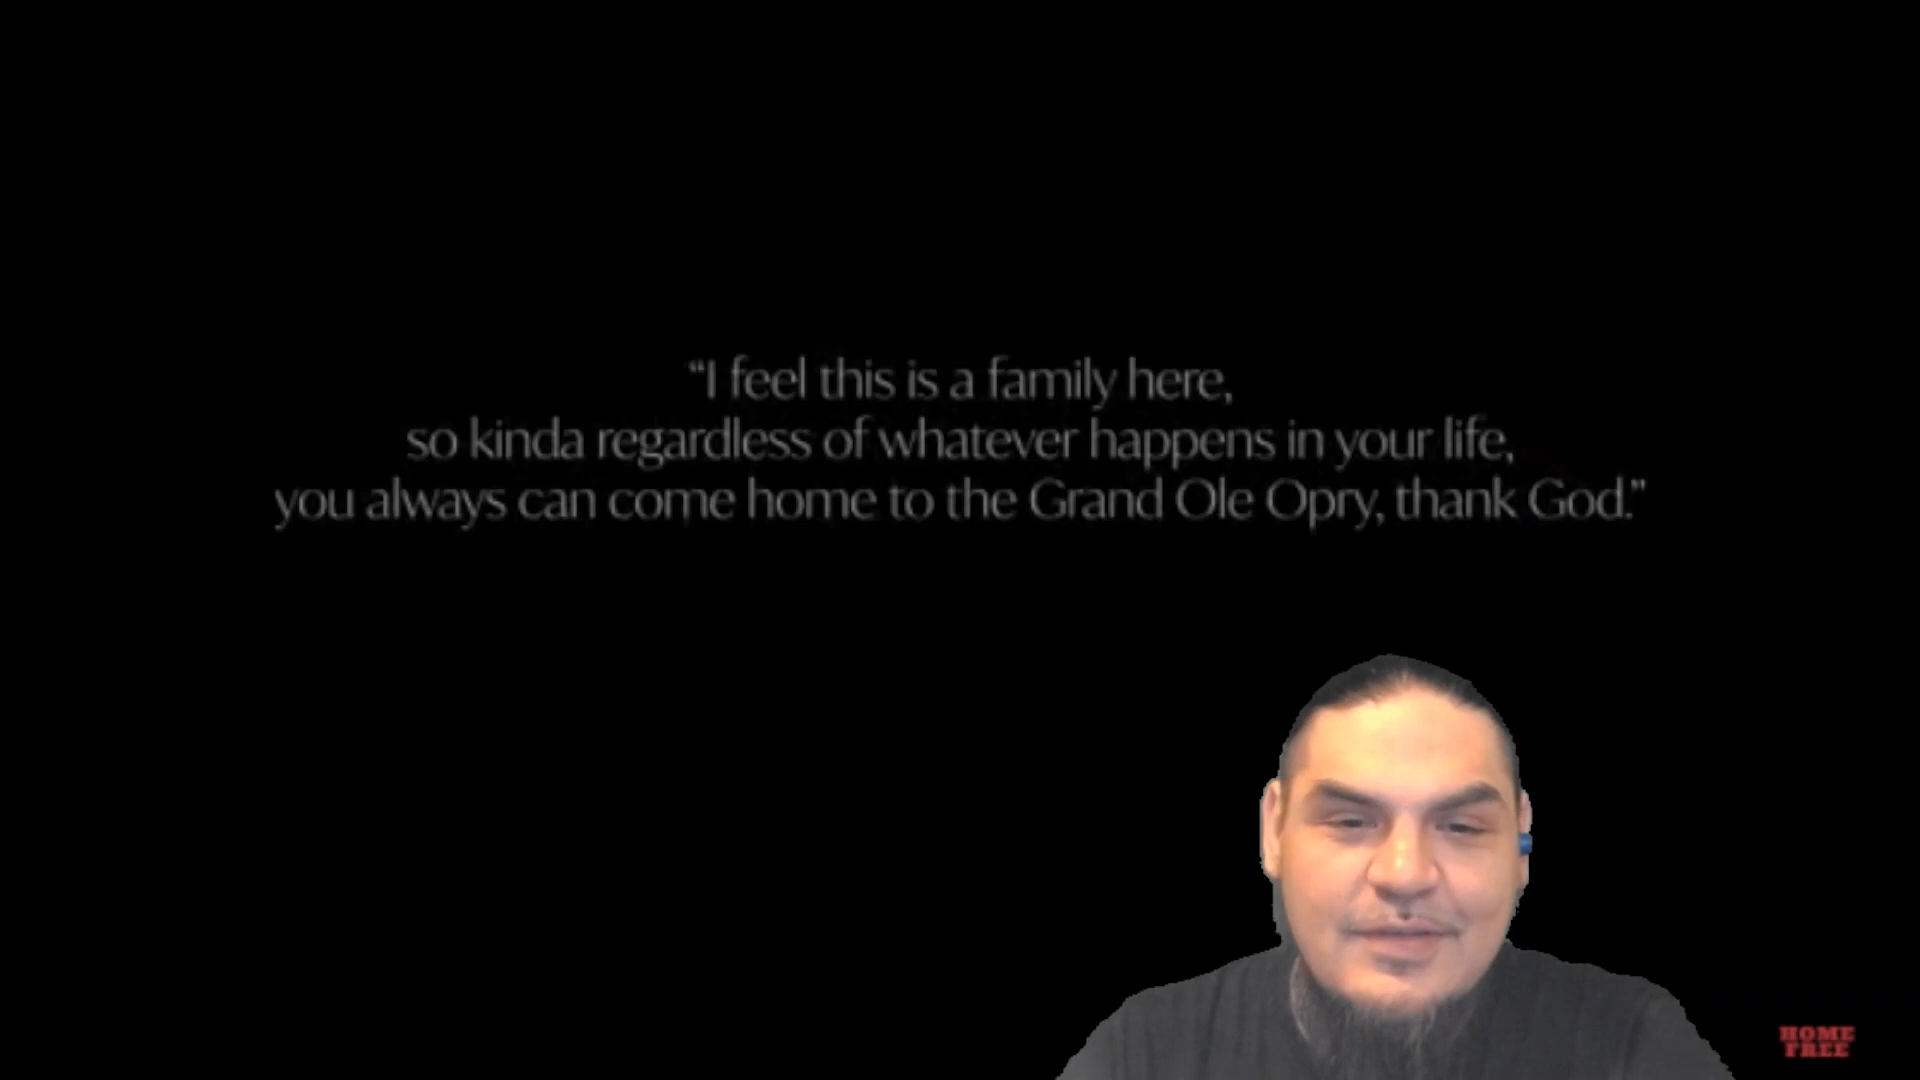 “I feel this is a family here,
so kinda regardless of whatever happens in your life,
you always can come home to the Grand Ole Opry, thank God.”
HOME
FREE